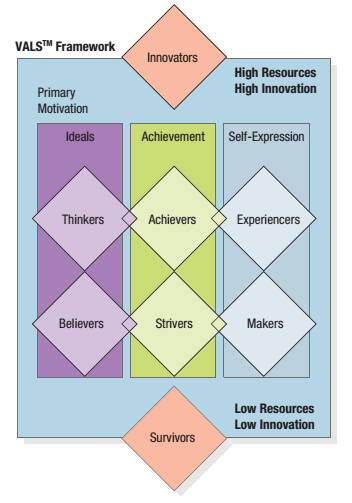 VALS™ Framework
Innovators
High Resources
High Innovation
Primary
Motivation
Ideals
Achievement
Self-Expression
Thinkers
Achievers
Experiencers
Believers
Strivers
Makers
Low Resources
Low Innovation
Survivors